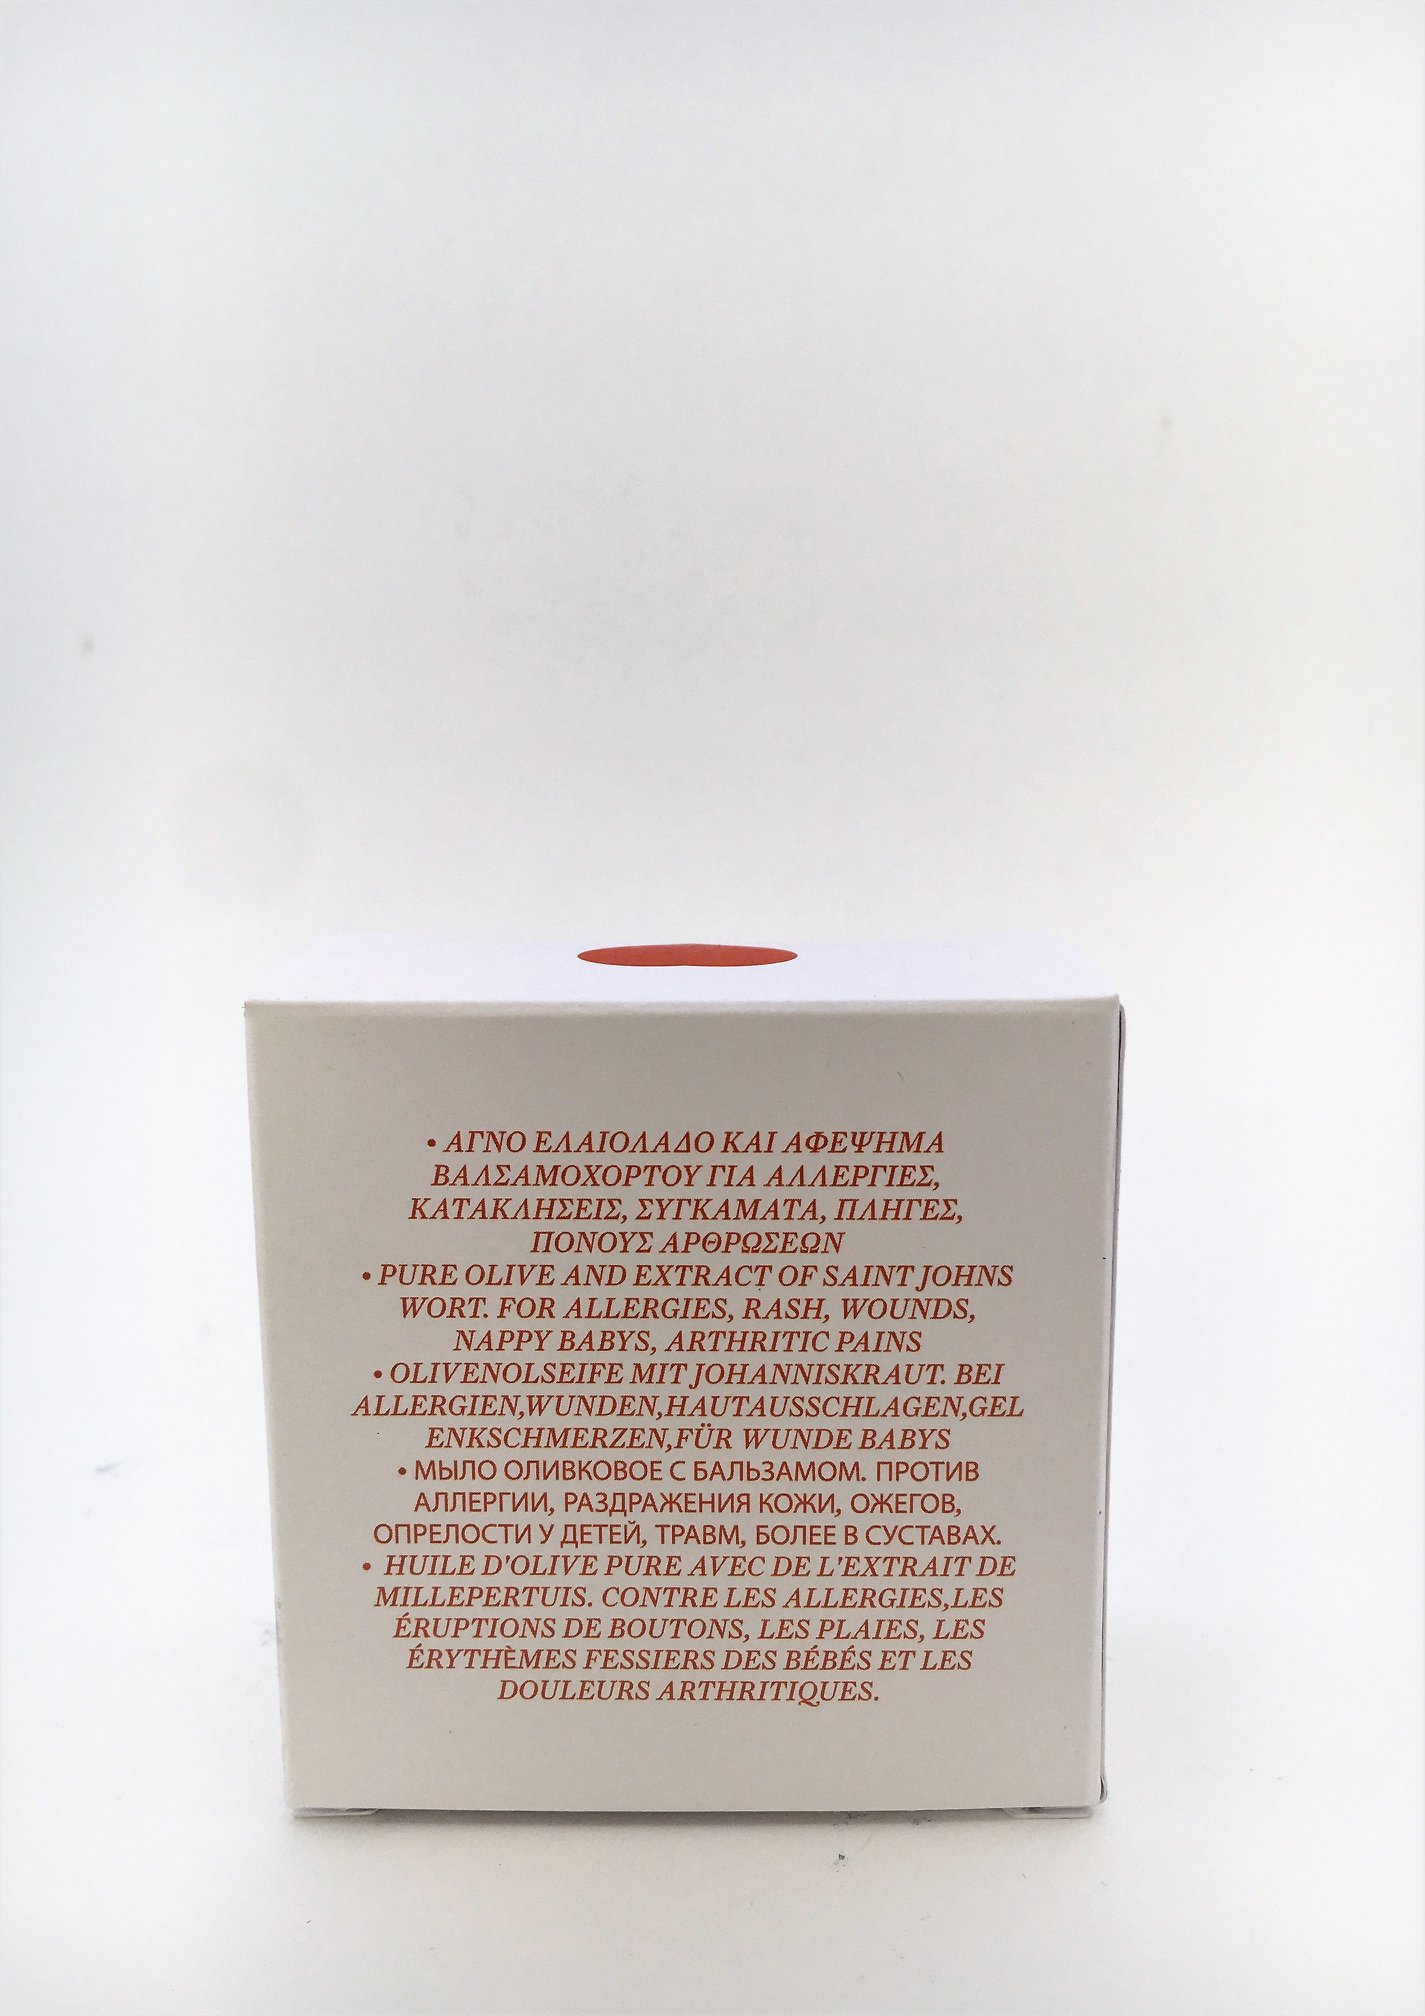 • ΑΓΝΟ ΕΛΑΙΟΛΑΔΟ ΚΑΙ ΑΦΕΨΗΜΑ
ΒΑΛΣΑΜΟΧΟΡΤΟΥ ΓΙΑ ΑΛΛΕΡΓΙΕΣ,
ΚΑΤΑΚΛΗΣΕΙΣ, ΣΥΓΚΑΜΑΤΑ, ΠΛΗΓΕΣ,
ΠΟΝΟΥΣ ΑΡΘΡΩΣΕΩΝ
• PURE OLIVE AND EXTRACT OF SAINT JOHNS
WORT. FOR ALLERGIES, RASH, WOUNDS,
NAPPY BABYS, ARTHRITIC PAINS
• OLIVENOLSEIFE MIT JOHANNISKRAUT. BEI
ALLERGIEN,WUNDEN,HAUTAUSSCHLAGEN,GEL
ENKSCHMERZEN,FÜR WUNDE BABYS
• МЫЛО ОЛИВКОВОЕ С БАЛЬЗАМОМ. ПРОТИВ
АЛЛЕРГИИ, РАЗДРАЖЕНИЯ КОЖИ, ОЖЕГОВ,
ОПРЕЛОСТИ У ДЕТЕЙ, ТРАВМ, БОЛЕЕ В СУСТАВАХ.
• HUILE D'OLIVE PURE AVEC DE L'EXTRAIT DE
MILLEPERTUIS. CONTRE LES ALLERGIES,LES
ÉRUPTIONS DE BOUTONS, LES PLAIES, LES
ÉRYTHÈMES FESSIERS DES BÉBÉS ET LES
DOULEURS ARTHRITIQUES.